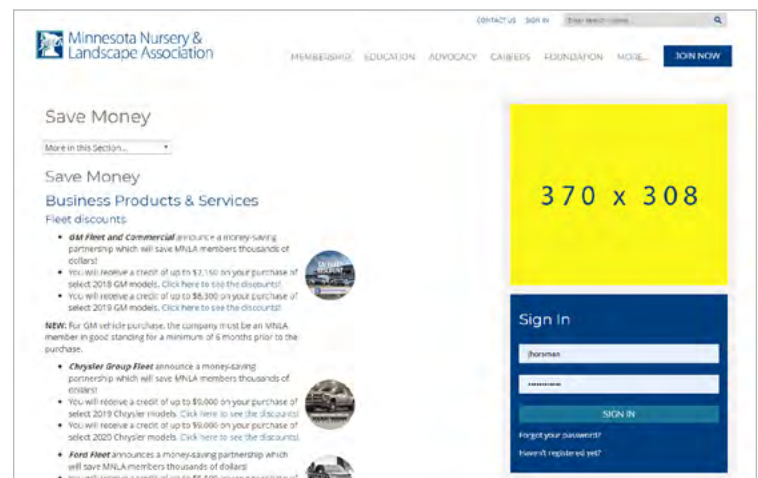 CONTACT US SIGN IN
Minnesota Nursery &
Landscape Association
MEMBERSHIP EDUCATION ADVOCACY CAREERS FOUNDATION MORE... JOIN NOW
Save Money
More in this Section...
Save Money
Business Products & Services
Fleet discounts
• GM Fleet and Commercial announce a money-saving
partnership which will save MNLA members thousands of
dollars!
• You will receive a credit of up to $7,150 on your purchase of
select 2018 GM models. Click here to see the discounts!
• You will receive a credit of up to $8,300 on your purchase of
select 2019 GM models. Click here to see the discounts!
NEW: For GM vehicle purchase, the company must be an MNLA
member in good standing for a minimum of 6 months prior to the
purchase.
• Chrysler Group Fleet announce a money-saving
partnership which will save MNLA members thousands of
dollars!
• You will receive a credit of up to $9,000 on your purchase of
select 2019 Chrysler models. Click here to see the discounts!
• You will receive a credit of up to $9,000 on your purchase of
select 2020 Chrysler models. Click here to see the discounts!
• Ford Fleet announces a money-saving partnership which
will save MNLA members thousands of dollars!
370 x 308
Sign In
jhorsman
SIGN IN
Forgot your password?
Haven't registered yet?